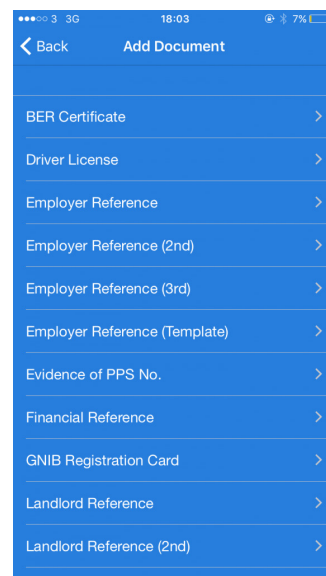 3 3G 18:03 7%
Back Add Document
BER Certificate
Driver License
Employer Reference
Employer Reference (2nd)
Employer Reference (3rd)
Employer Reference (Template)
Evidence of PPS No.
Financial Reference
GNIB Registration Card
Landlord Reference
Landlord Reference (2nd)